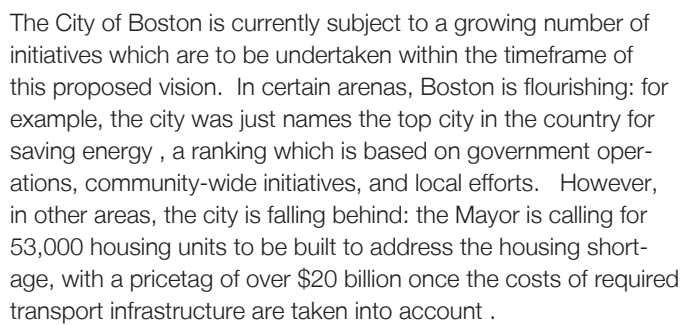 The City of Boston is currently subject to a growing number of
initiatives which are to be undertaken within the timeframe of
this proposed vision.  In certain arenas, Boston is flourishing: for
example, the city was just names the top city in the country for
saving energy , a ranking which is based on government oper-
ations, community-wide initiatives, and local efforts.   However,
in other areas, the city is falling behind: the Mayor is calling for
53,000 housing units to be built to address the housing short-
age, with a pricetag of over $20 billion once the costs of required
transport infrastructure are taken into account .